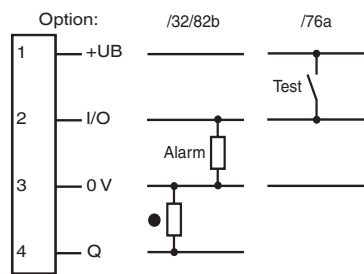 Option: /32/82b /76a
1 +UB
Test
2 I/O
Alarm
3 0 V
4 Q